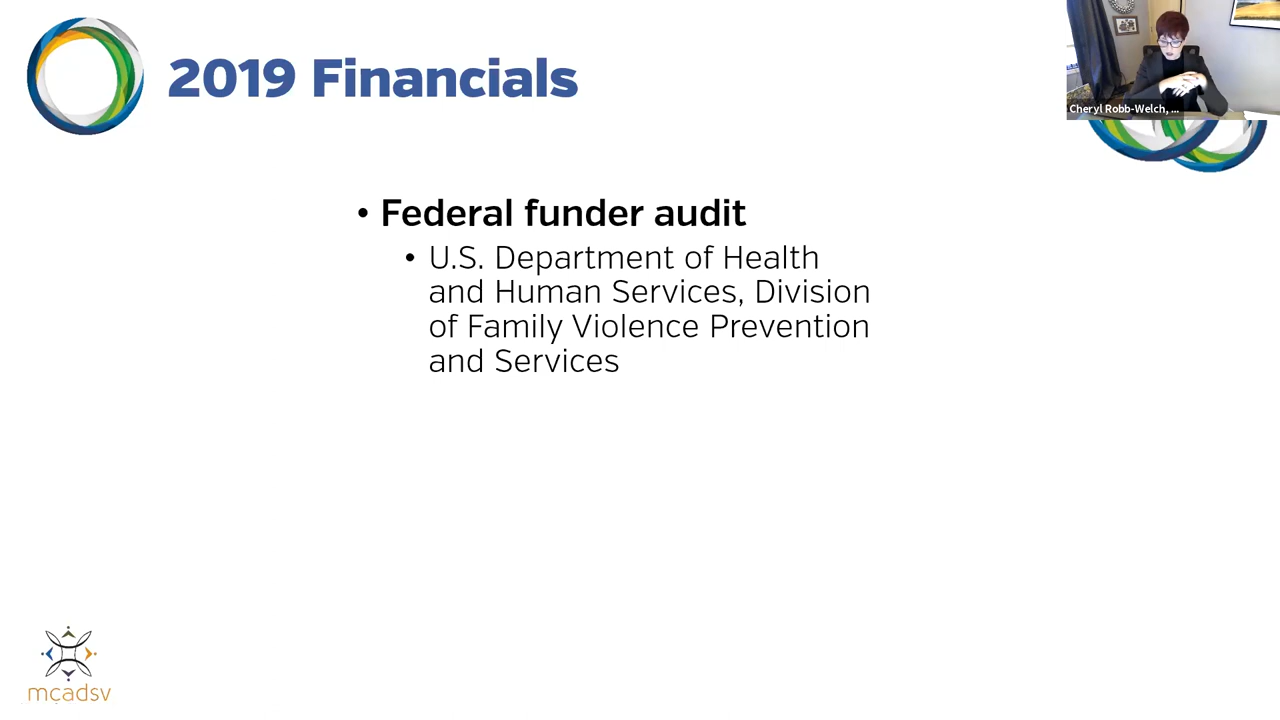 2019 Financials
Cheryl Robb-Welch, ...
• Federal funder audit
• U.S. Department of Health
and Human Services, Division
of Family Violence Prevention
and Services
mcadsv